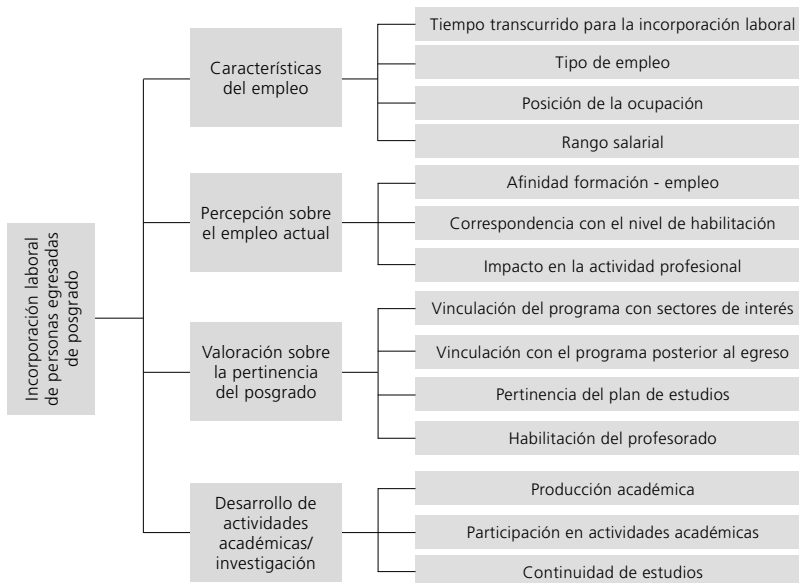 Incorporación laboral
de personas egresadas
de posgrado
Características
del empleo
Tiempo transcurrido para la incorporación laboral
Tipo de empleo
Posición de la ocupación
Rango salarial
Percepción sobre
el empleo actual
Afinidad formación - empleo
Correspondencia con el nivel de habilitación
Impacto en la actividad profesional
Valoración sobre
la pertinencia
del posgrado
Vinculación del programa con sectores de interés
Vinculación con el programa posterior al egreso
Pertinencia del plan de estudios
Habilitación del profesorado
Desarrollo de
actividades
académicas/
investigación
Producción académica
Participación en actividades académicas
Continuidad de estudios